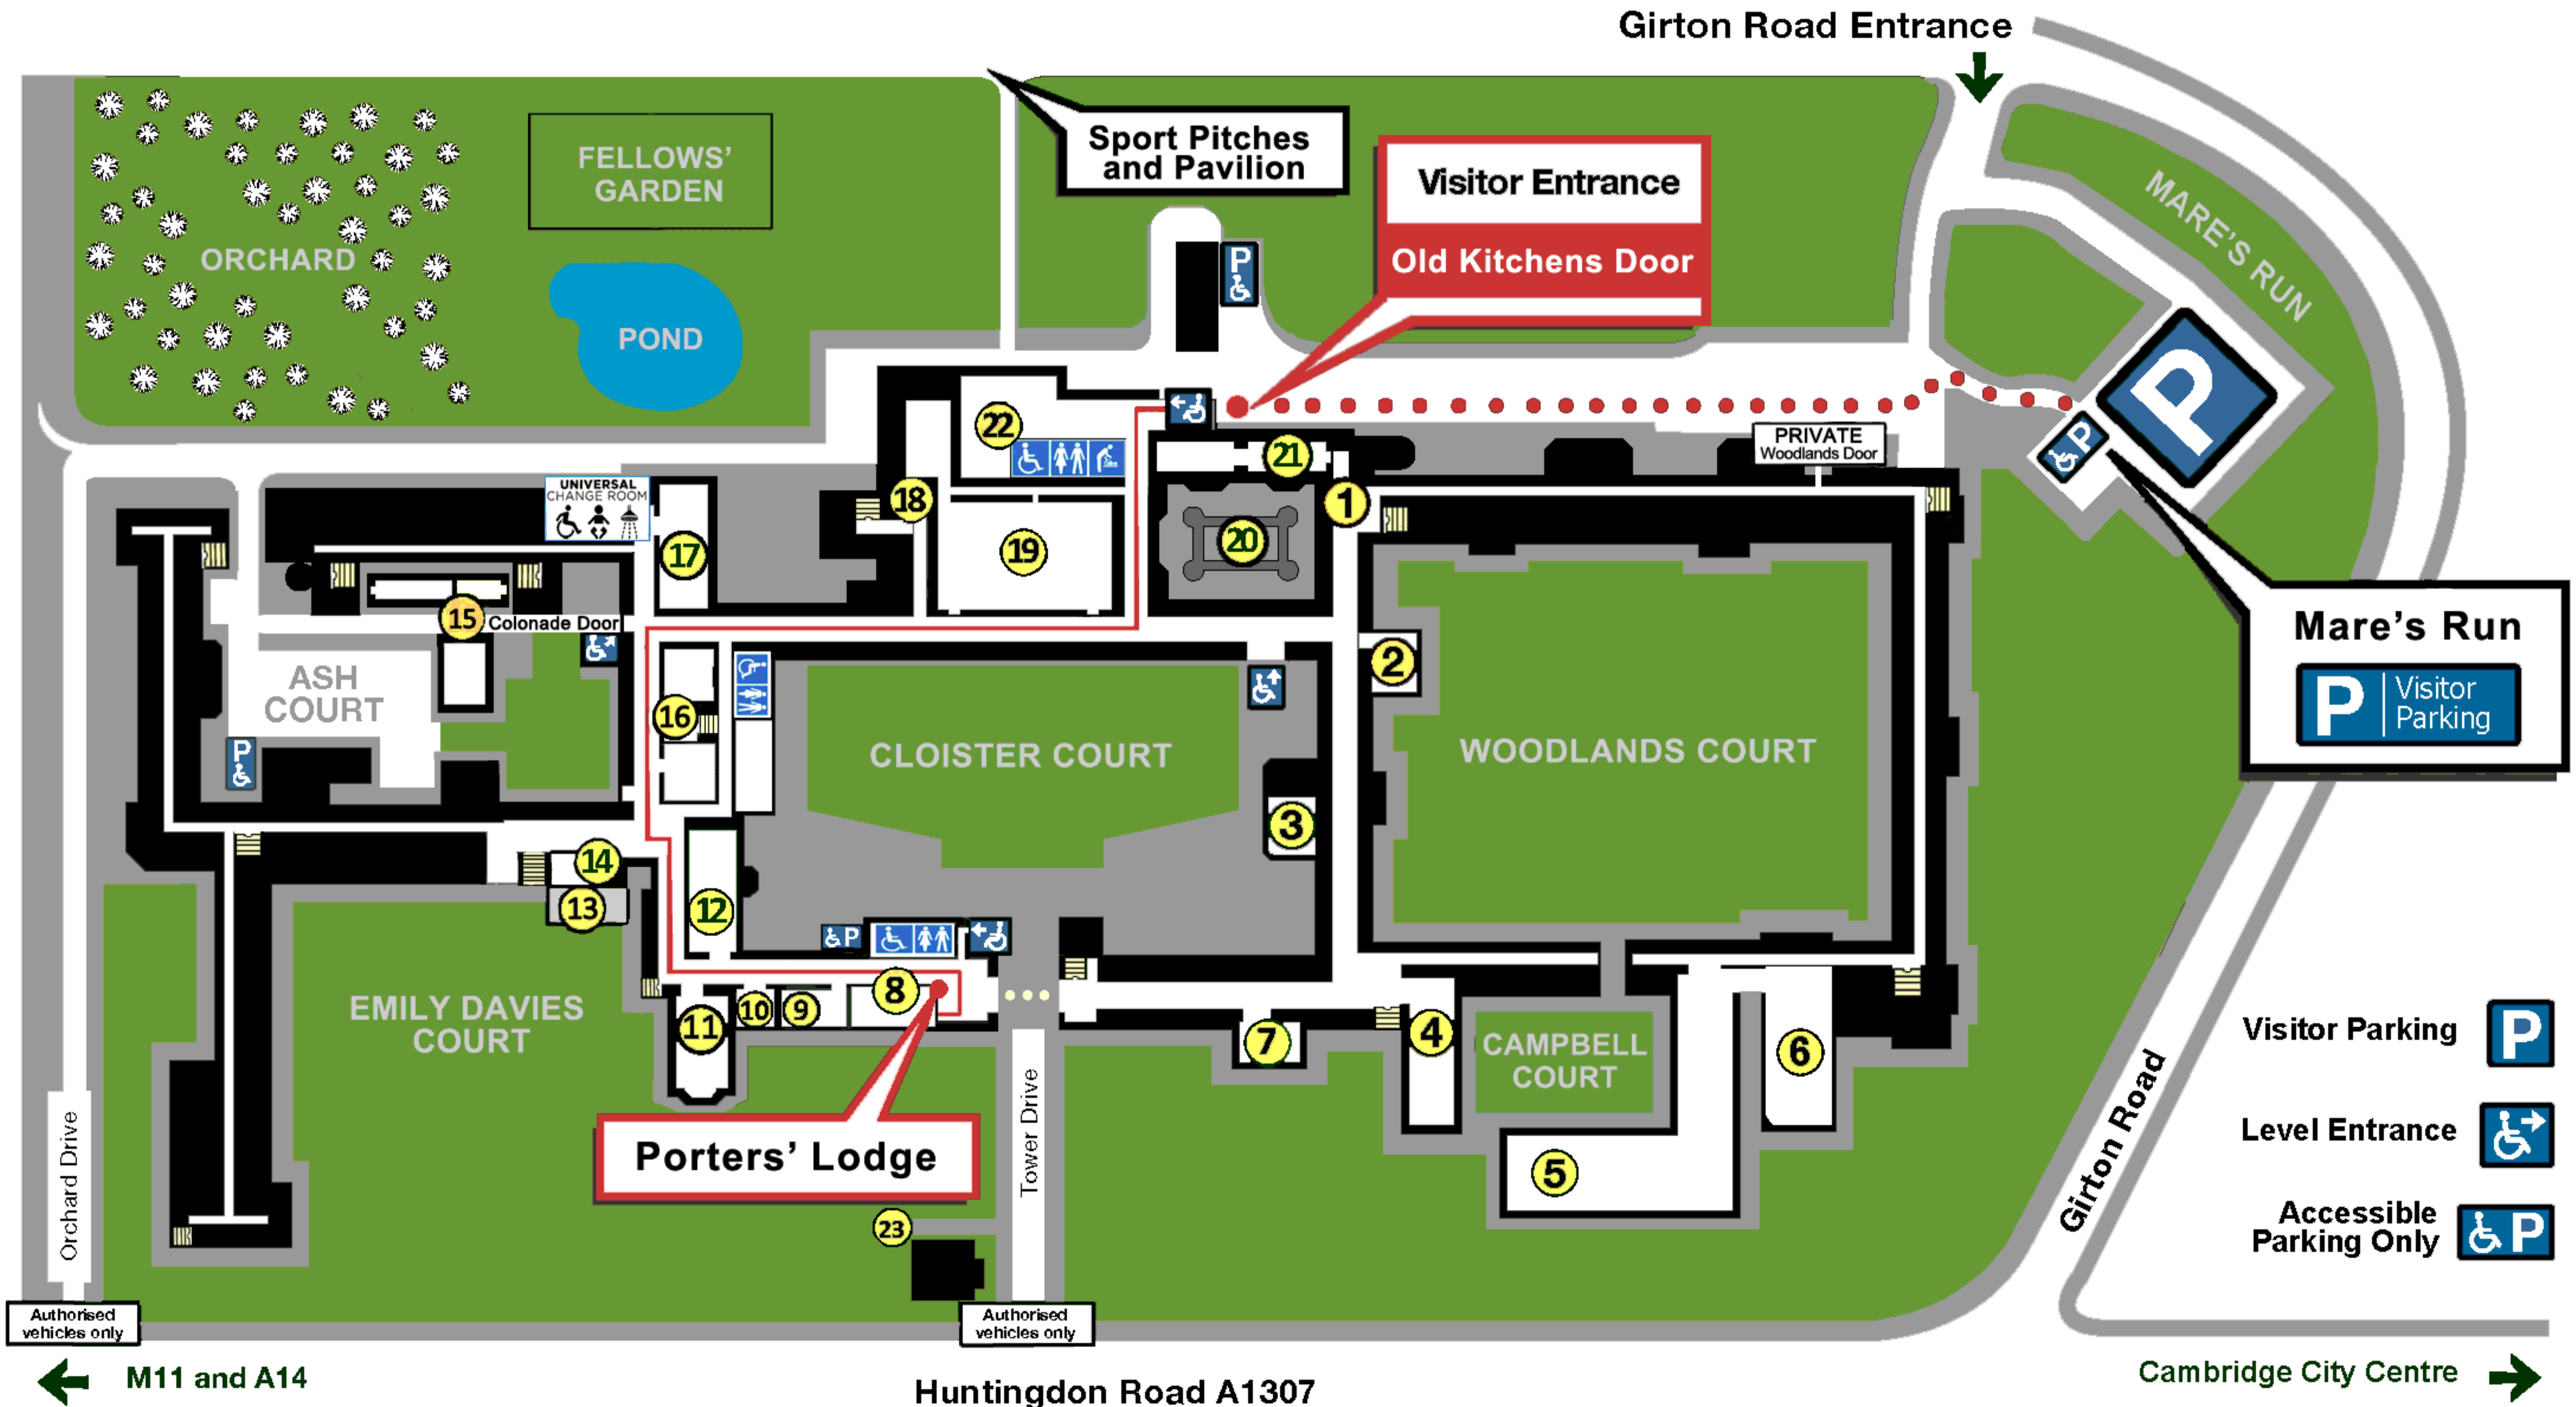 Girton Road Entrance
Sport Pitches
and Pavilion
Visitor Entrance
Old Kitchens Door
FELLOWS'
GARDEN
ORCHARD
POND
MARE'S RUN
P
P
P
22
21
PRIVATE
Woodlands Door
UNIVERSAL
CHANGE ROOM
18
1
17
19
20
15
Colonade Door
ASH
COURT
2
16
P
CLOISTER COURT
WOODLANDS COURT
Mare's Run
P
Visitor
Parking
3
14
13
12
P
8
10
9
11
7
4
EMILY DAVIES
COURT
CAMPBELL
COURT
6
5
Porters' Lodge
Tower Drive
Orchard Drive
23
Girton Road
Visitor Parking
P
Level Entrance
Accessible
Parking Only
P
Authorised
vehicles only
Authorised
vehicles only
M11 and A14
Huntingdon Road A1307
Cambridge City Centre